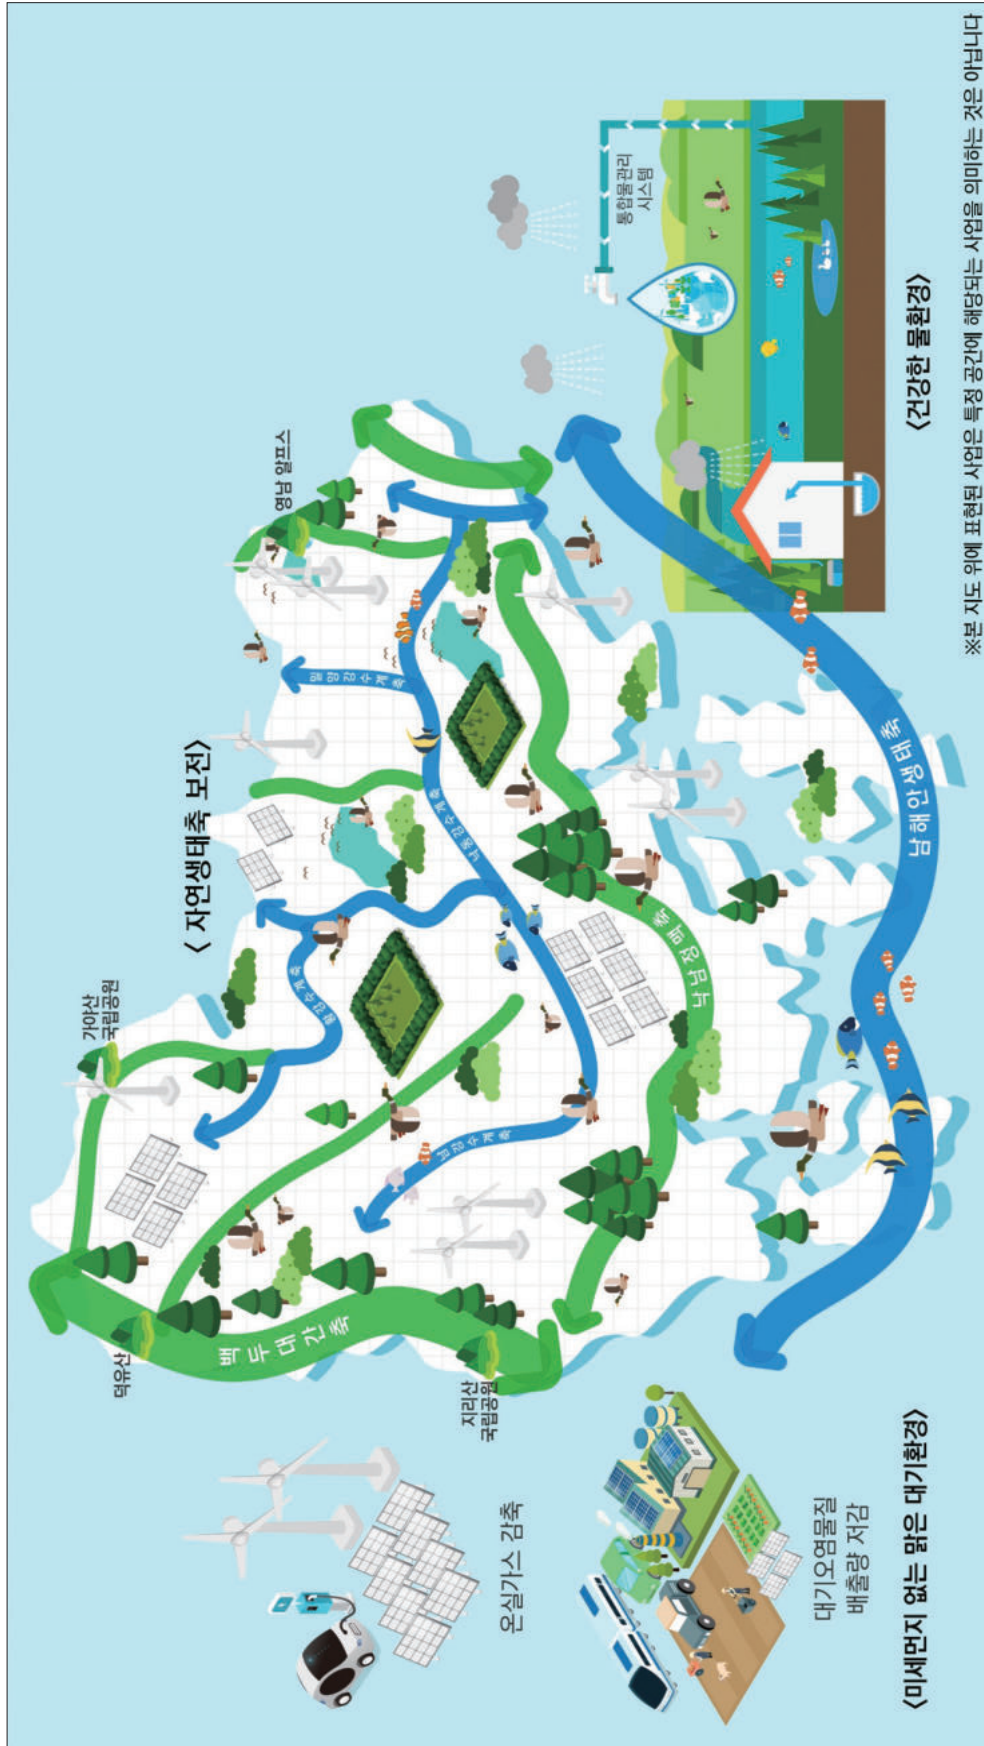 < 자연생태축 보전>
가야산
국립공원
영남 알프스
덕유산
지리산
국립공원
백두대간축
황강수계축
밀양강수계축
낙동강수계축
남강수계축
낙남정맥축
남해안생태축
온실가스 감축
대기오염물질
배출량 저감
<미세먼지 없는 맑은 대기환경>
통합물관리
시스템
<건강한 물환경>
※본 지도 위에 표현된 사업은 특정 공간에 해당되는 사업을 의미하는 것은 아닙니다